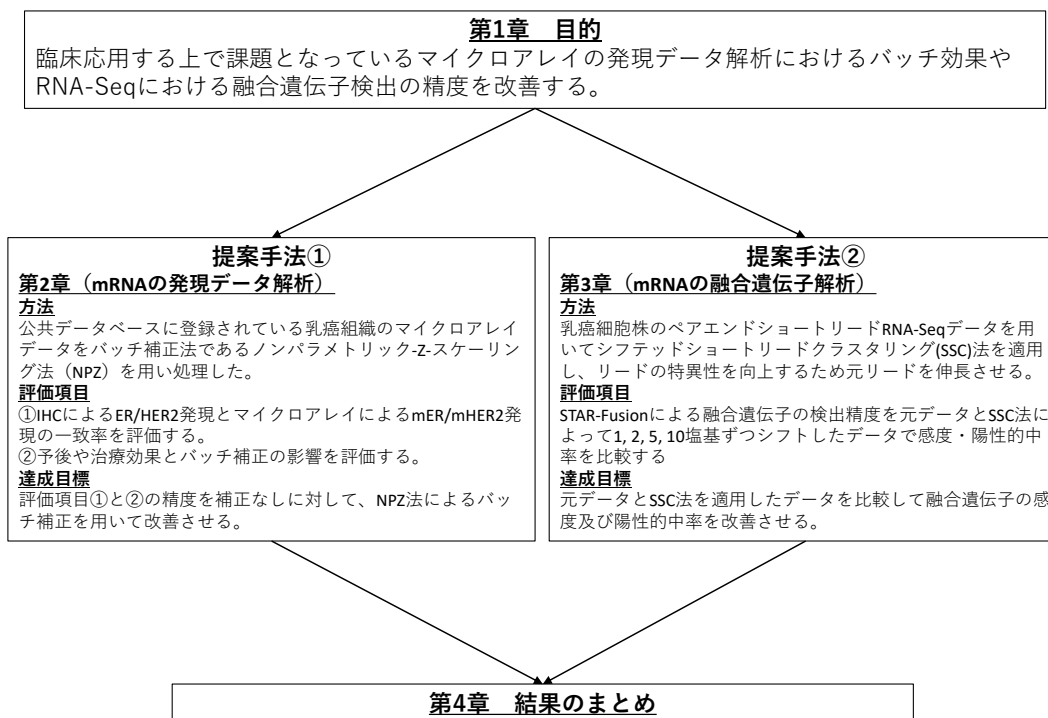 第1章　目的
臨床応用する上で課題となっているマイクロアレイの発現データ解析におけるバッチ効果や
RNA-Seqにおける融合遺伝子検出の精度を改善する。
提案手法①
第2章（mRNAの発現データ解析）
方法
公共データベースに登録されている乳癌組織のマイクロアレイ
データをバッチ補正法であるノンパラメトリック-Z-スケーリン
グ法（NPZ）を用い処理した。
評価項目
①IHCによるER/HER2発現とマイクロアレイによるmER/mHER2発
現の一致率を評価する。
②予後や治療効果とバッチ補正の影響を評価する。
達成目標
評価項目①と②の精度を補正なしに対して、NPZ法によるバッ
チ補正を用いて改善させる。
提案手法②
第3章（mRNAの融合遺伝子解析）
方法
乳癌細胞株のペアエンドショートリードRNA-Seqデータを用
いてシフテッドショートリードクラスタリング(SSC)法を適用
し、リードの特異性を向上するため元リードを伸長させる。
評価項目
STAR-Fusionによる融合遺伝子の検出精度を元データとSSC法に
よって1, 2, 5, 10塩基ずつシフトしたデータで感度・陽性的中
率を比較する
達成目標
元データとSSC法を適用したデータを比較して融合遺伝子の感
度及び陽性的中率を改善させる。
第4章　結果のまとめ